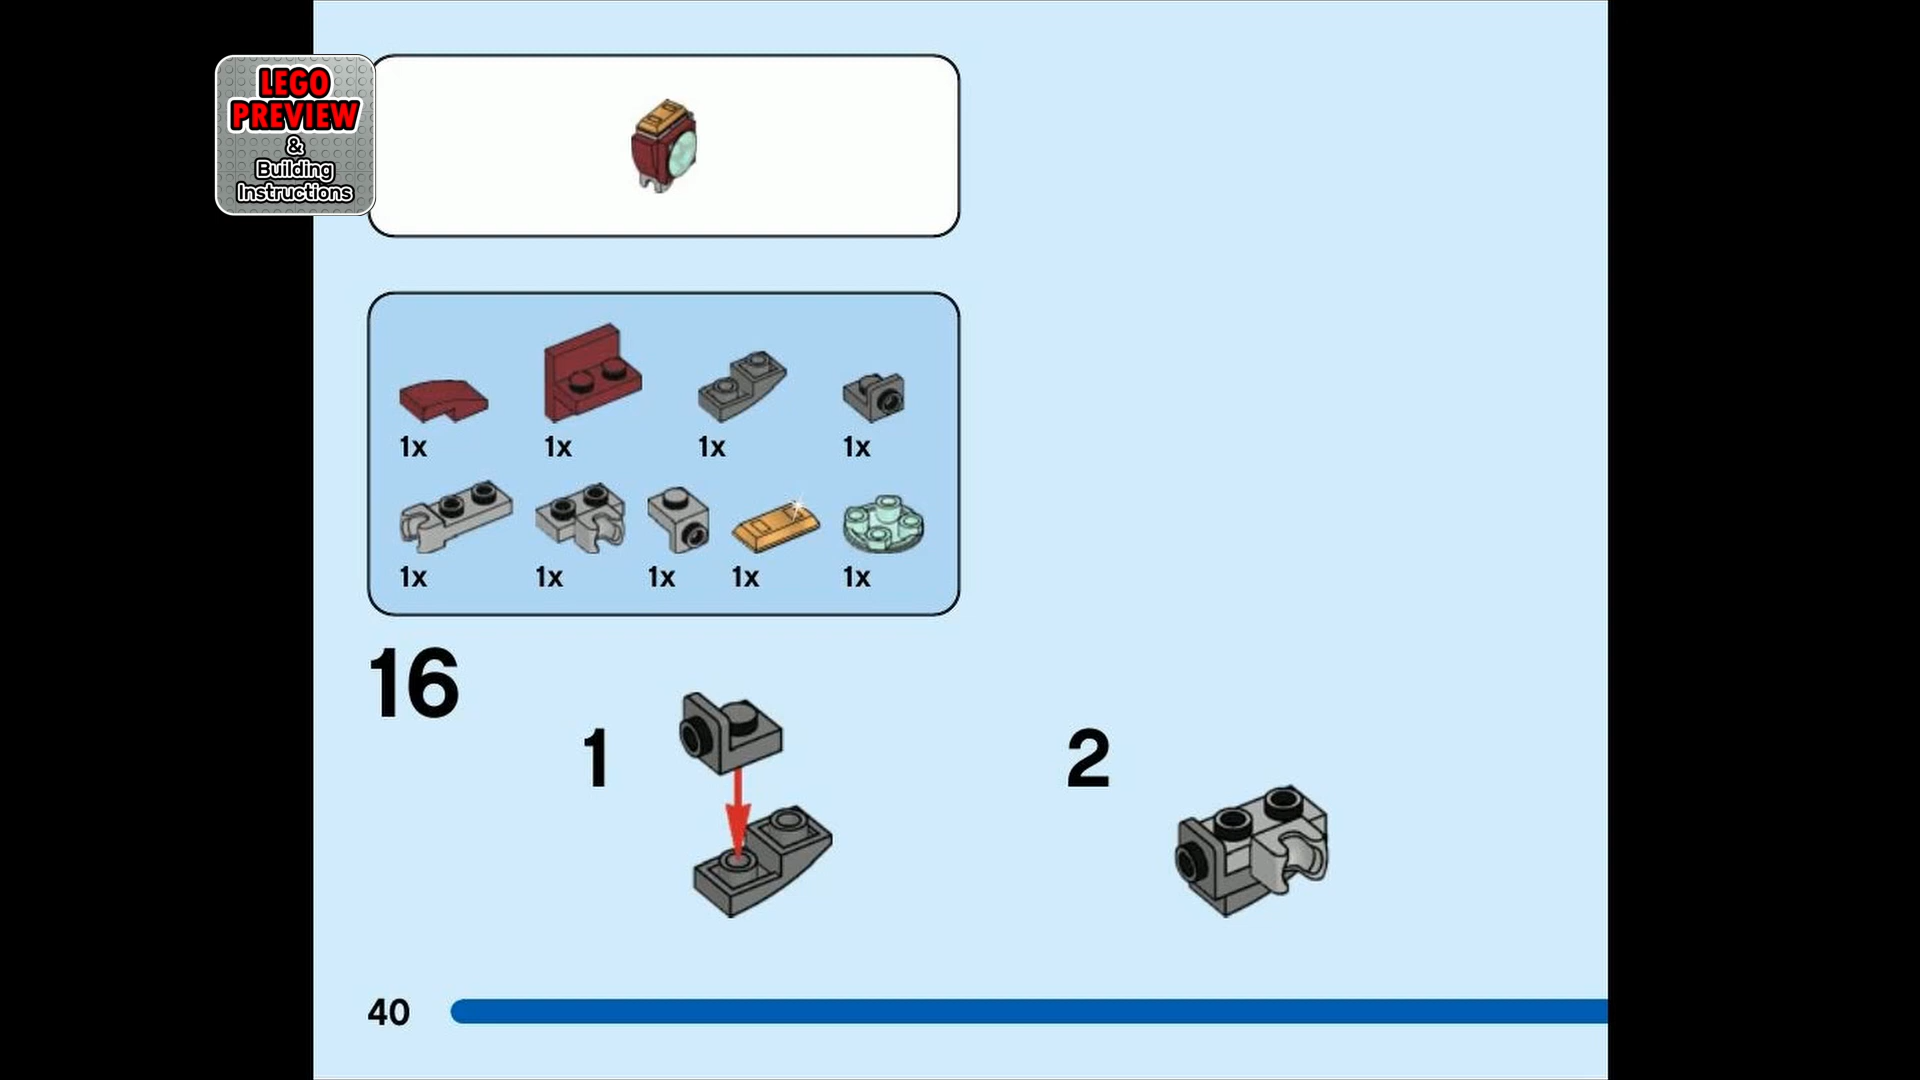 LEGO
PREVIEW
&
Building
Instructions
1x 1x 1x 1x
1x 1x 1x 1x 1x
16
1 2
40